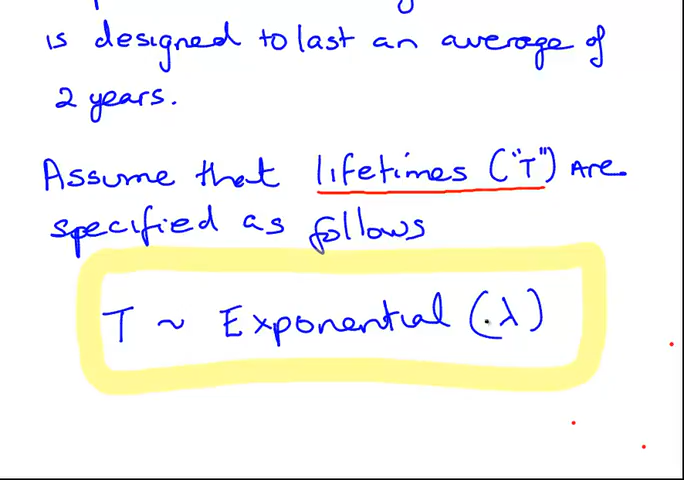 is designed to last an average of
2 years.
Assume that lifetimes ("T") are
specified as follows
T ~ Exponential (λ)